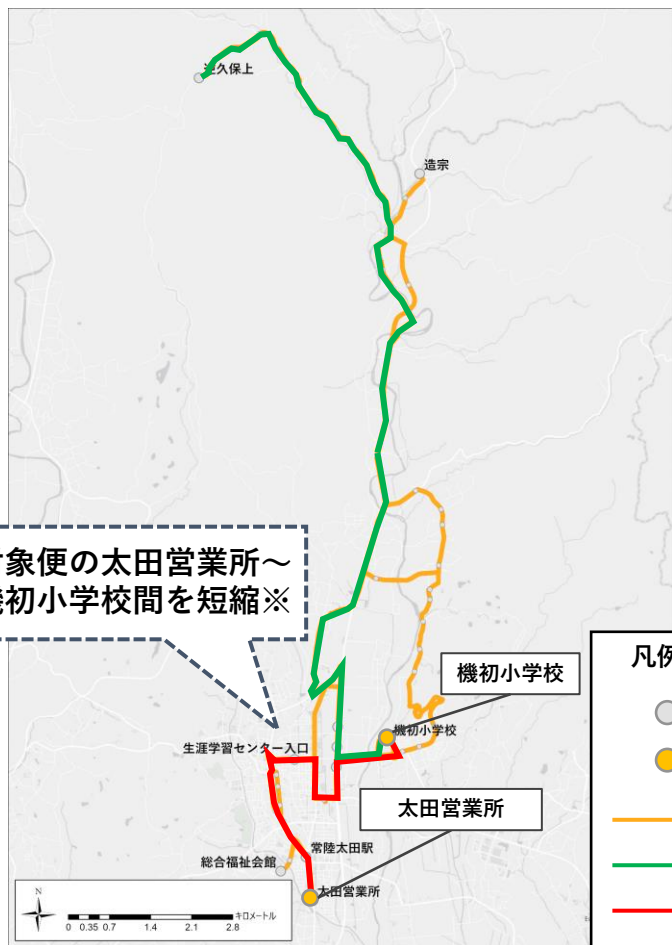 逆久保上
造宗
対象便の太田営業所～
機初小学校間を短縮※
凡例
機初小学校
機初小学校
生涯学習センター入口
太田営業所
常陸太田駅
総合福祉会館
太田営業所
N
キロメートル
0 0.35 0.7 1.4 2.1 2.8